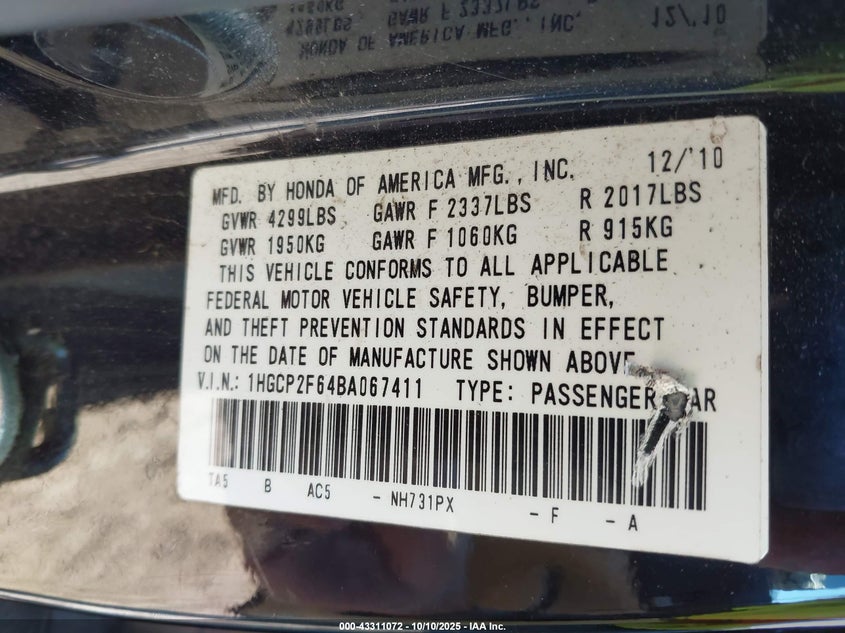 MFD. BY HONDA OF AMERICA MFG., INC. 12/'10
GVWR 4299LBS GAWR F 2337LBS R 2017LBS
GVWR 1950KG GAWR F 1060KG R 915KG
THIS VEHICLE CONFORMS TO ALL APPLICABLE
FEDERAL MOTOR VEHICLE SAFETY, BUMPER,
AND THEFT PREVENTION STANDARDS IN EFFECT
ON THE DATE OF MANUFACTURE SHOWN ABOVE
V.I.N.: 1HGCP2F64BA067411 TYPE: PASSENGER AR
TA5 B AC5 - NH731PX - F - A
000-43311072 - 10/10/2025 - IAA Inc.